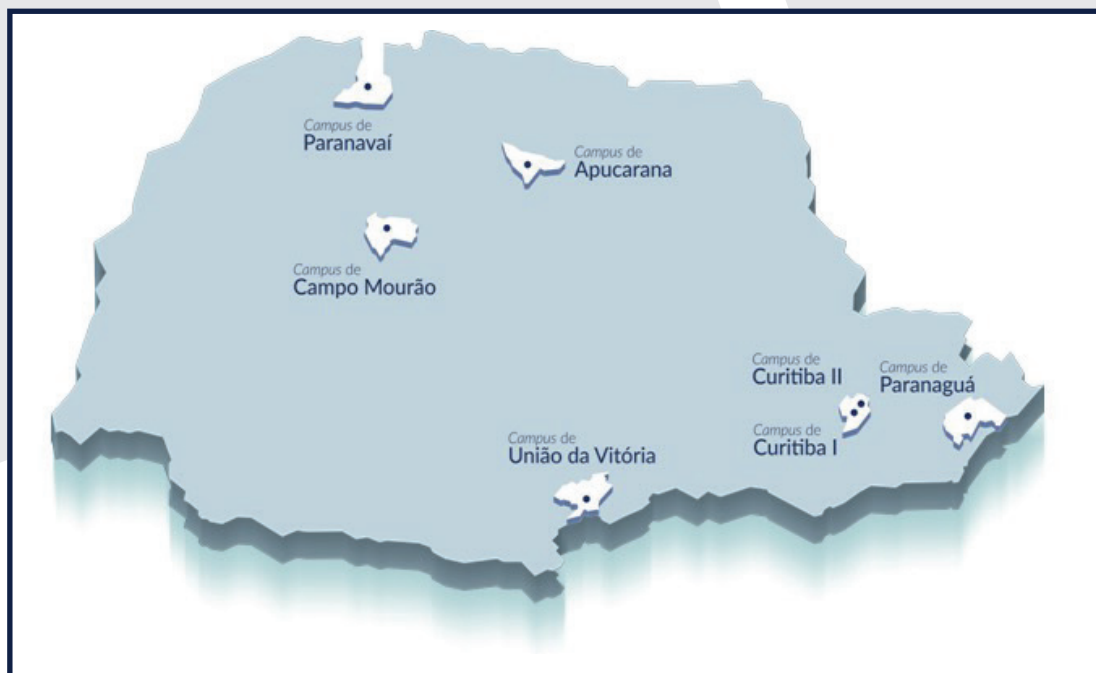 Campus de
Paranavaí
Campus de
Apucarana
Campus de
Campo Mourão
Campus de
Curitiba II
Campus de
Paranaguá
Campus de
Curitiba I
Campus de
União da Vitória